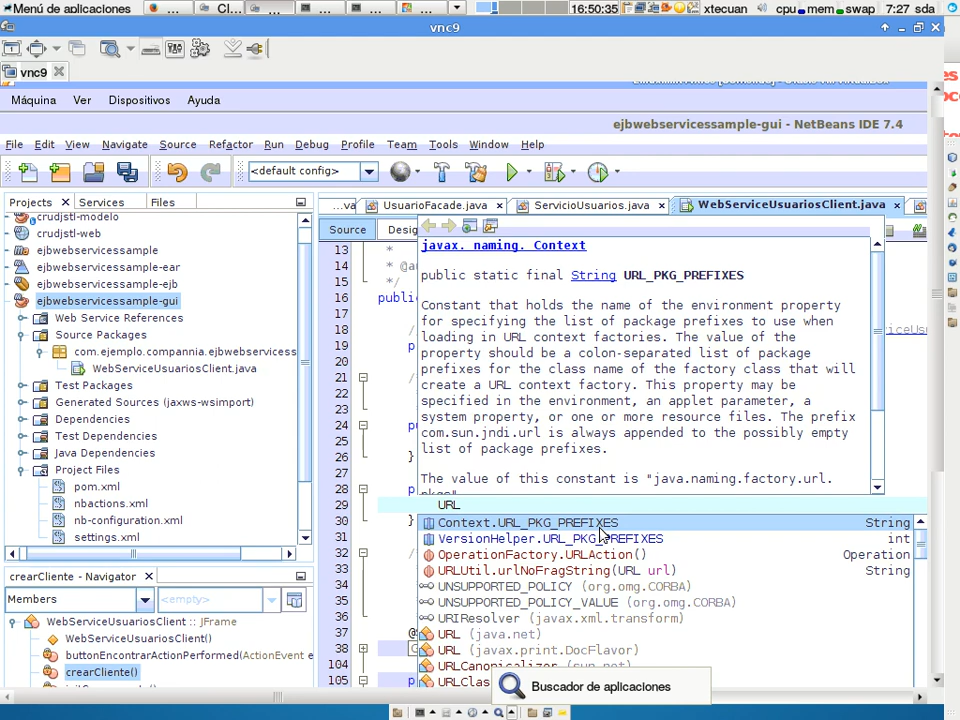 Menú de aplicaciones
Cl...
16:50:35
xtecuan
cpu
mem
swap
7:27 sda
vnc9
vnc9
Máquina Ver Dispositivos Ayuda
ejbwebservicessample-gui - NetBeans IDE 7.4
File Edit View Navigate Source Refactor Run Debug Profile Team Tools Window Help
<default config>
Projects Services Files
...va UsuarioFacade.java ServicioUsuarios.java WebServiceUsuariosClient.java
Source
crudjstl-modelo
crudjstl-web
ejbwebservicessample
ejbwebservicessample-ear
ejbwebservicessample-ejb
ejbwebservicessample-gui
Web Service References
Source Packages
com.ejemplo.compannia.ejbwebservicess
WebServiceUsuariosClient.java
Test Packages
Generated Sources (jaxws-wsimport)
Dependencies
Test Dependencies
Java Dependencies
Project Files
pom.xml
nbactions.xml
nb-configuration.xml
settings.xml
crearCliente - Navigator
Members
<empty>
WebServiceUsuariosClient :: JFrame
WebServiceUsuariosClient()
buttonEncontrarActionPerformed(ActionEvent e
crearCliente()
13 *
14 * @au
15 */
16 publi
17
18 /
19 p
20
21 /
22
23
24 p
25
26 }
27
28 p
29 URL
30 }
31
32 /
33
34
35
36
37 @S
38
104
105 p
javax. naming. Context
public static final String URL_PKG_PREFIXES
Constant that holds the name of the environment property
for specifying the list of package prefixes to use when
loading in URL context factories. The value of the
property should be a colon-separated list of package
prefixes for the class name of the factory class that will
create a URL context factory. This property may be
specified in the environment, an applet parameter, a
system property, or one or more resource files. The prefix
com.sun.jndi.url is always appended to the possibly empty
list of package prefixes.
The value of this constant is "java.naming.factory.url.
Context.URL_PKG_PREFIXES String
VersionHelper.URL_PKG_PREFIXES int
OperationFactory.URLAction() Operation
URLUtil.urlNoFragString(URL url) String
UNSUPPORTED_POLICY (org.omg.CORBA)
UNSUPPORTED_POLICY_VALUE (org.omg.CORBA)
URIResolver (javax.xml.transform)
URL (java.net)
URL (java.print.DocFlavor)
URLCanonicalizer (sun.net)
URLClas
Buscador de aplicaciones